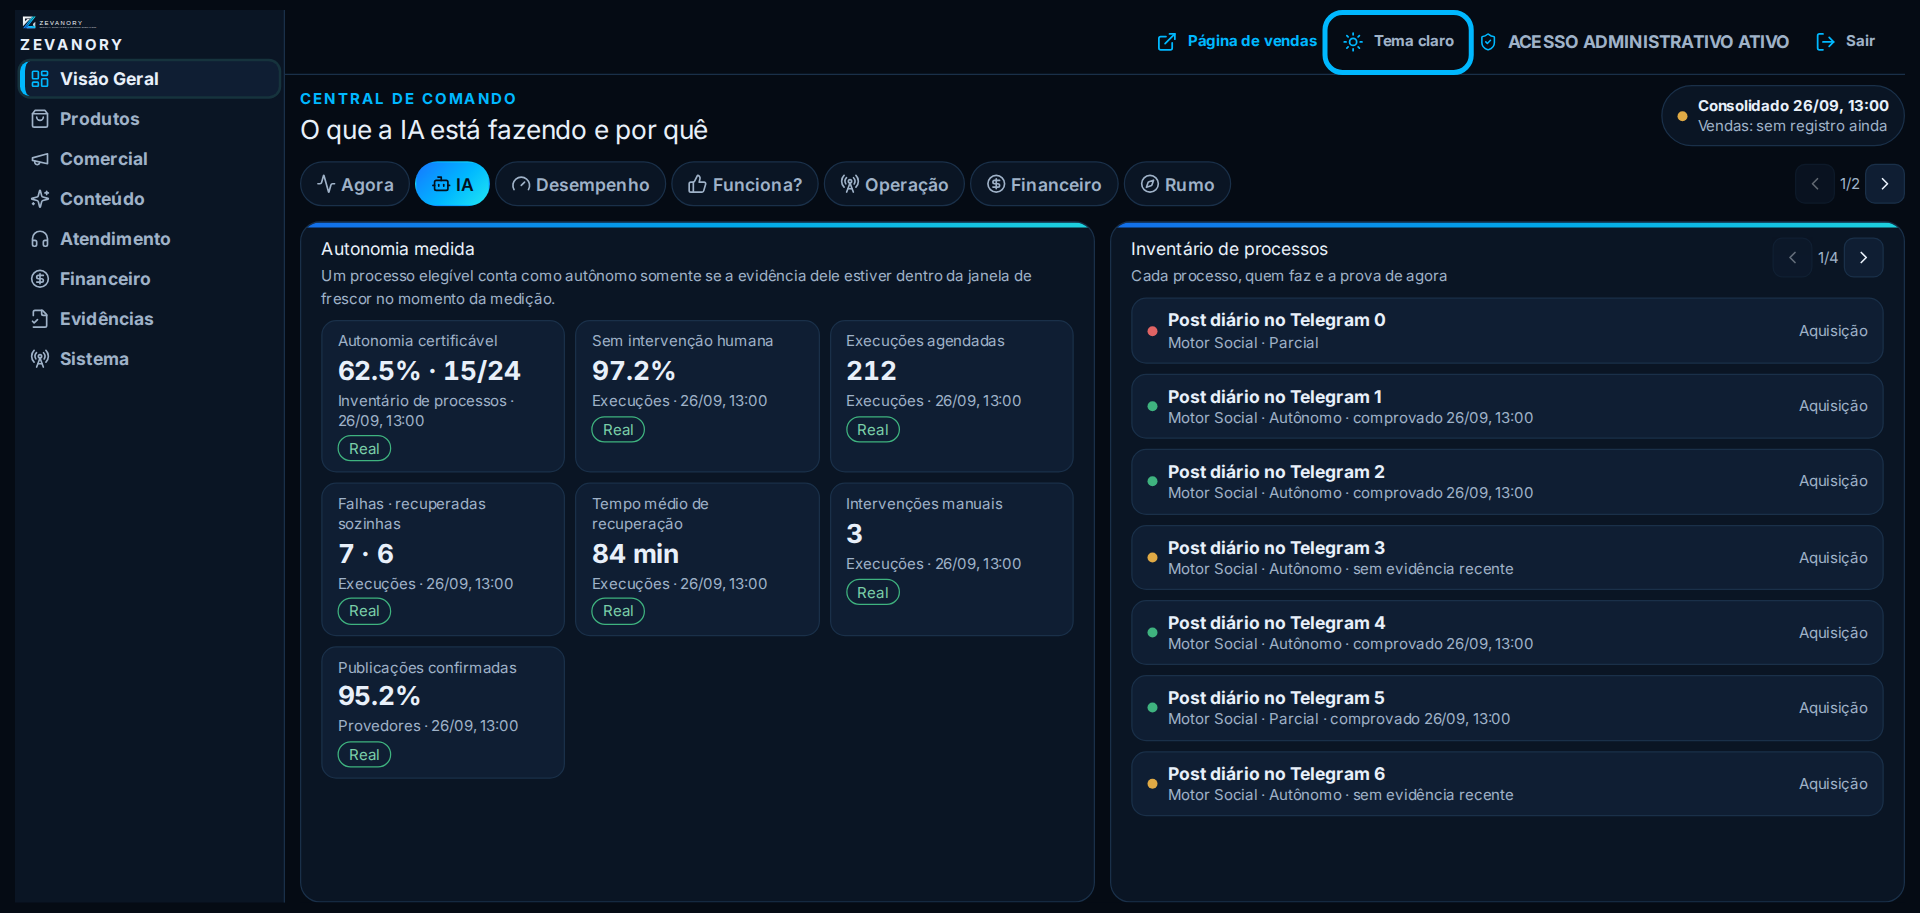 ZEVANORY
ZEVANORY
Visão Geral
Produtos
Comercial
Conteúdo
Atendimento
Financeiro
Evidências
Sistema
Página de vendas
Tema claro
ACESSO ADMINISTRATIVO ATIVO
Sair
CENTRAL DE COMANDO
O que a IA está fazendo e por quê
Consolidado 26/09, 13:00
Vendas: sem registro ainda
Agora
IA
Desempenho
Funciona?
Operação
Financeiro
Rumo
1/2
Autonomia medida
Um processo elegível conta como autônomo somente se a evidência dele estiver dentro da janela de
frescor no momento da medição.
Autonomia certificável
62.5% · 15/24
Inventário de processos ·
26/09, 13:00
Real
Sem intervenção humana
97.2%
Execuções · 26/09, 13:00
Real
Execuções agendadas
212
Execuções · 26/09, 13:00
Real
Falhas · recuperadas
sozinhas
7 · 6
Execuções · 26/09, 13:00
Real
Tempo médio de
recuperação
84 min
Execuções · 26/09, 13:00
Real
Intervenções manuais
3
Execuções · 26/09, 13:00
Real
Publicações confirmadas
95.2%
Provedores · 26/09, 13:00
Real
Inventário de processos
Cada processo, quem faz e a prova de agora
1/4
Post diário no Telegram 0
Motor Social · Parcial
Aquisição
Post diário no Telegram 1
Motor Social · Autônomo · comprovado 26/09, 13:00
Aquisição
Post diário no Telegram 2
Motor Social · Autônomo · comprovado 26/09, 13:00
Aquisição
Post diário no Telegram 3
Motor Social · Autônomo · sem evidência recente
Aquisição
Post diário no Telegram 4
Motor Social · Autônomo · comprovado 26/09, 13:00
Aquisição
Post diário no Telegram 5
Motor Social · Parcial · comprovado 26/09, 13:00
Aquisição
Post diário no Telegram 6
Motor Social · Autônomo · sem evidência recente
Aquisição